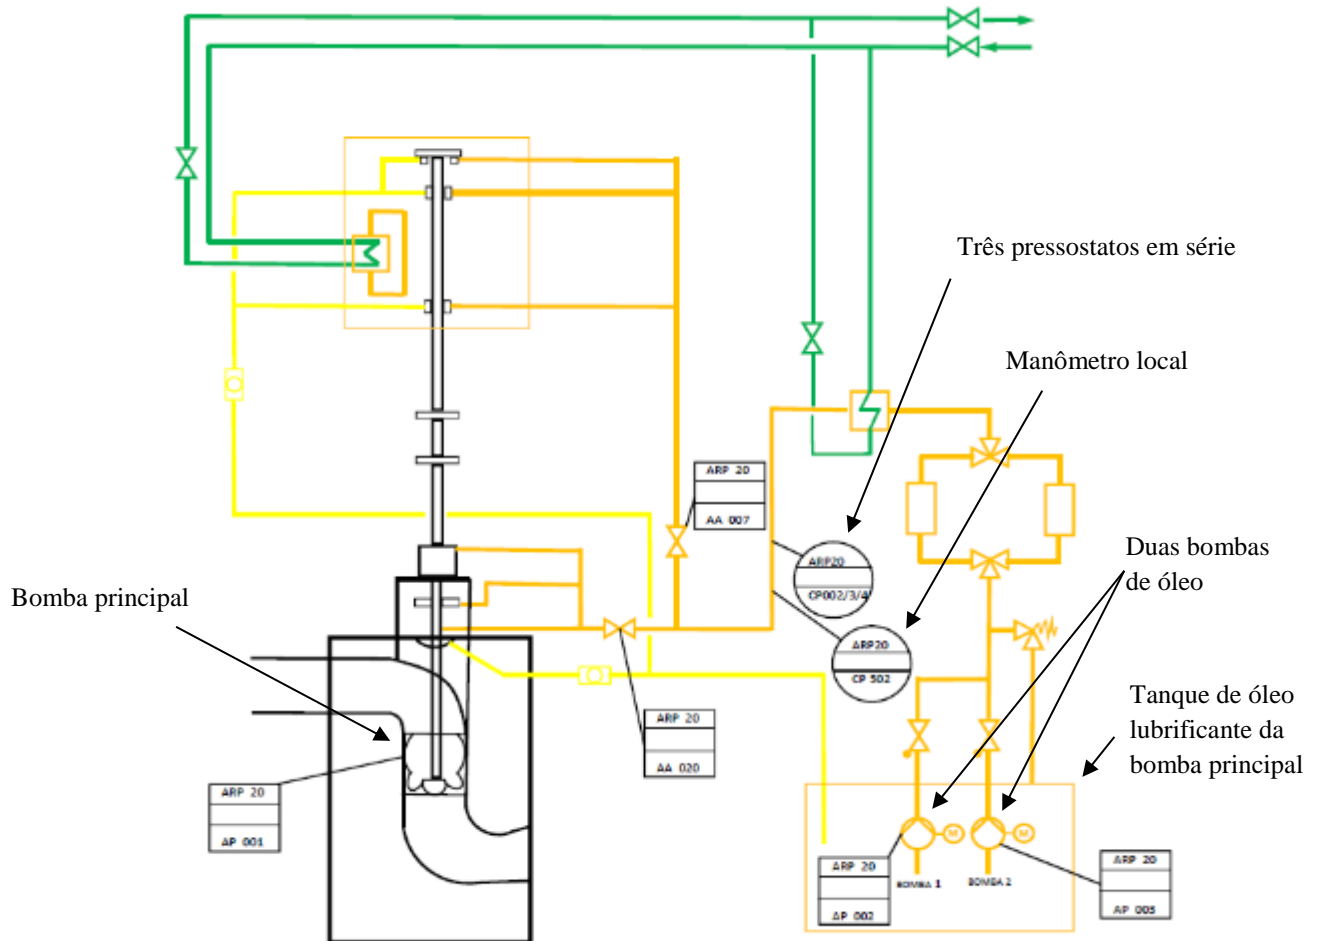 Três pressostatos em série
Manômetro local
ARP 20
AA 007
ARP20
CP002/3/4
Duas bombas
de óleo
Bomba principal
ARP20
CP 502
Tanque de óleo
lubrificante da
bomba principal
ARP 20
AA 020
ARP 20
AP 001
M
M
ARP 20
AP 002
BOMBA 1
BOMBA 2
ARP 20
AP 003